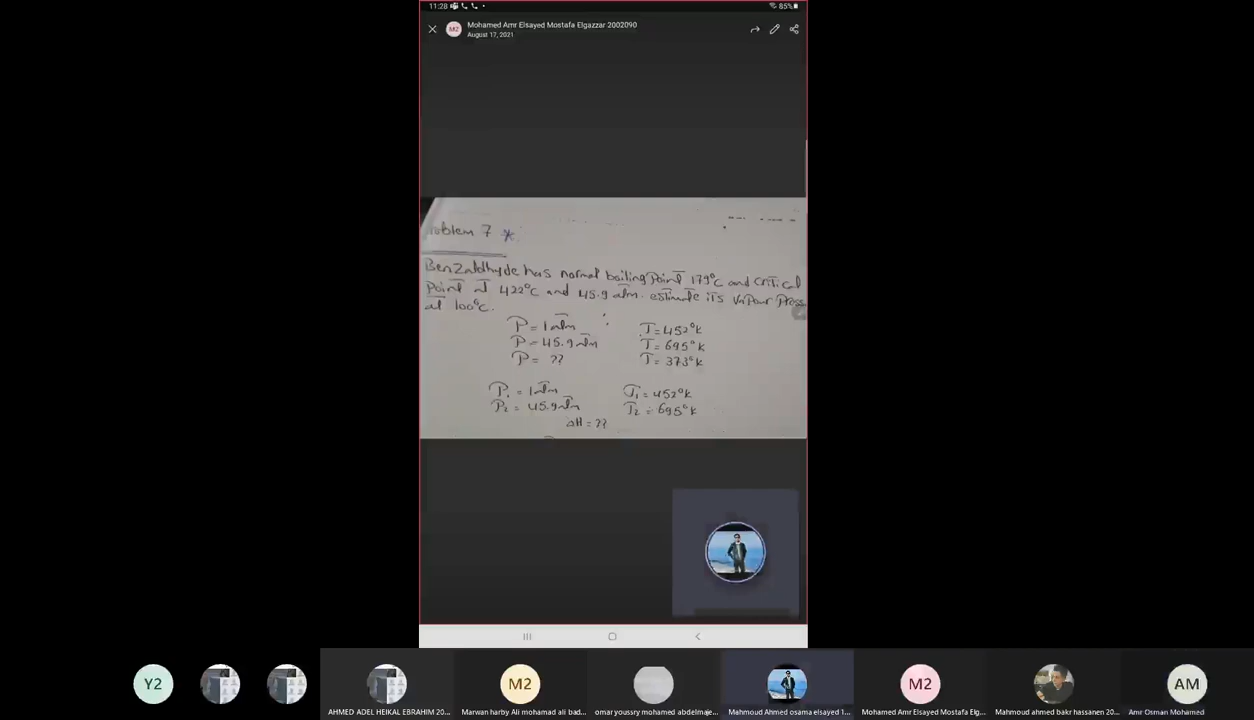 11:28
85%
M2
Mohamed Amr Elsayed Mostafa Elgazzar 2002090
August 17, 2021
roblem 7 *
Benzaldhyde has normal boiling Point 179°C and critical
Point at 422°C and 45.9 atm. estimate its vapour Press
at 100°C.
P = 1 atm T = 452°K
P = 45.9 atm T = 695°K
P = ?? T = 373°K
P1 = 1 atm T1 = 452°K
P2 = 45.9 atm T2 = 695°K
ΔH = ??
Y2
M2
M2
AM
AHMED ADEL HEIKAL EBRAHIM 20...
Marwan harby Ali mohamad ali bad...
omar youssry mohamed abdelmaje...
Mahmoud Ahmed osama elsayed 1...
Mohamed Amr Elsayed Mostafa Elg...
Mahmoud ahmed bakr hassanen 20...
Amr Osman Mohamed